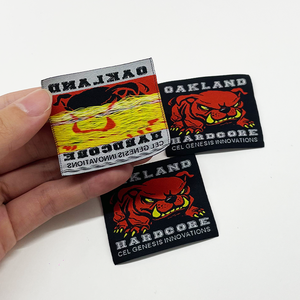 OAKLAND
HARDCORE
CEL GENESIS INNOVATIONS
OAKLAND
HARDCORE
CEL GENESIS INNOVATIONS
OAKLAND
HARDCORE
CEL GENESIS INNOVATIONS